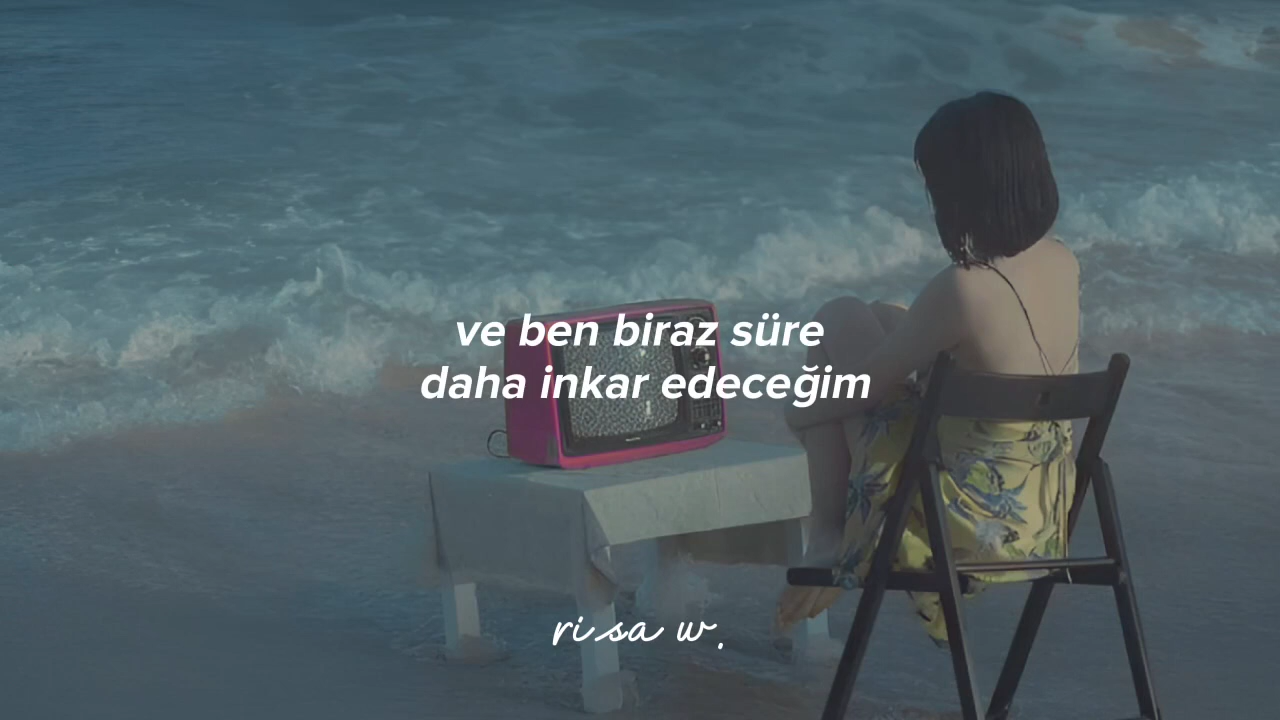 ve ben biraz süre
daha inkar edeceğim
risa w.